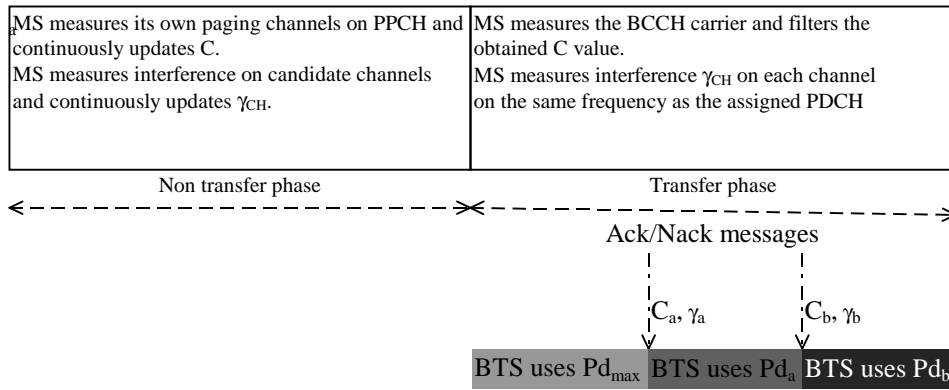 MS measures its own paging channels on PPCH and
continuously updates C.
MS measures interference on candidate channels
and continuously updates γCH.
MS measures the BCCH carrier and filters the
obtained C value.
MS measures interference γCH on each channel
on the same frequency as the assigned PDCH
Non transfer phase
Transfer phase
Ack/Nack messages
Ca, γa
Cb, γb
BTS uses Pdmax
BTS uses Pda
BTS uses Pdb